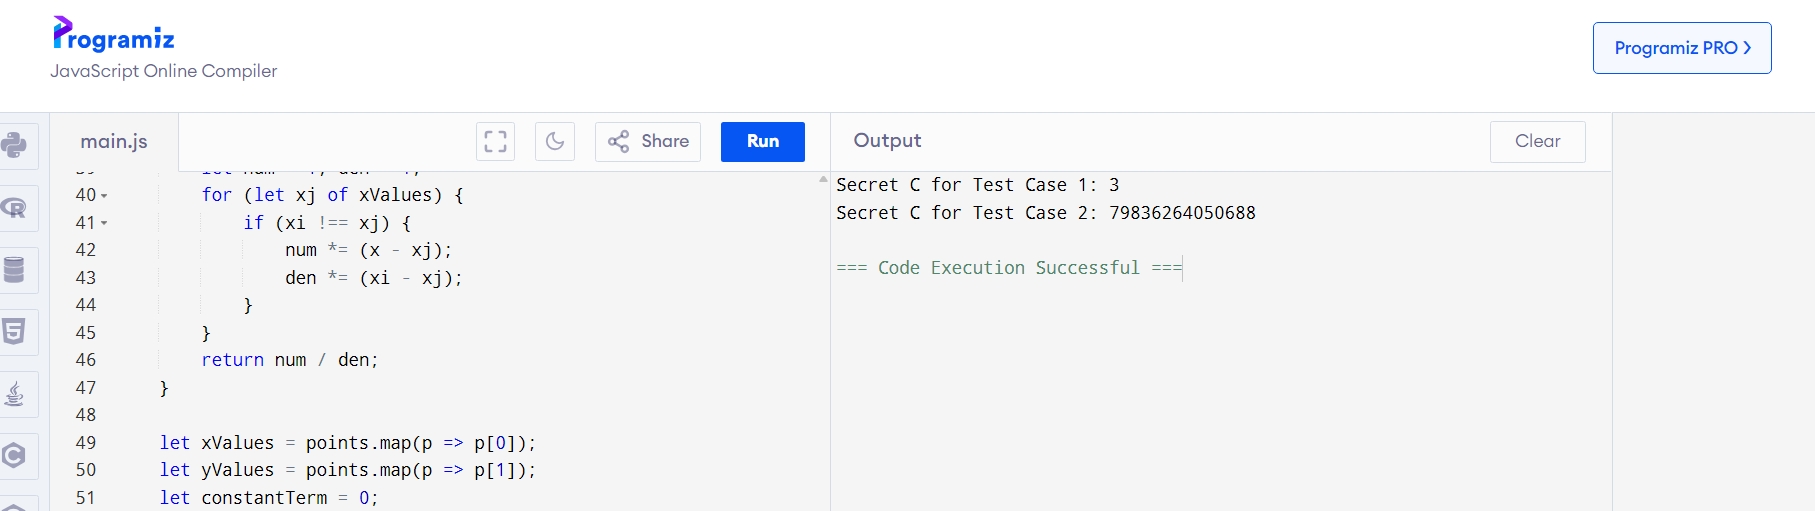 Programiz
JavaScript Online Compiler
Programiz PRO
main.js
Share
Run
Output
Clear
40 for (let xj of xValues) {
41 if (xi !== xj) {
42 num *= (x - xj);
43 den *= (xi - xj);
44 }
45 }
46 return num / den;
47 }
48
49 let xValues = points.map(p => p[0]);
50 let yValues = points.map(p => p[1]);
51 let constantTerm = 0;
Secret C for Test Case 1: 3
Secret C for Test Case 2: 79836264050688
=== Code Execution Successful ===